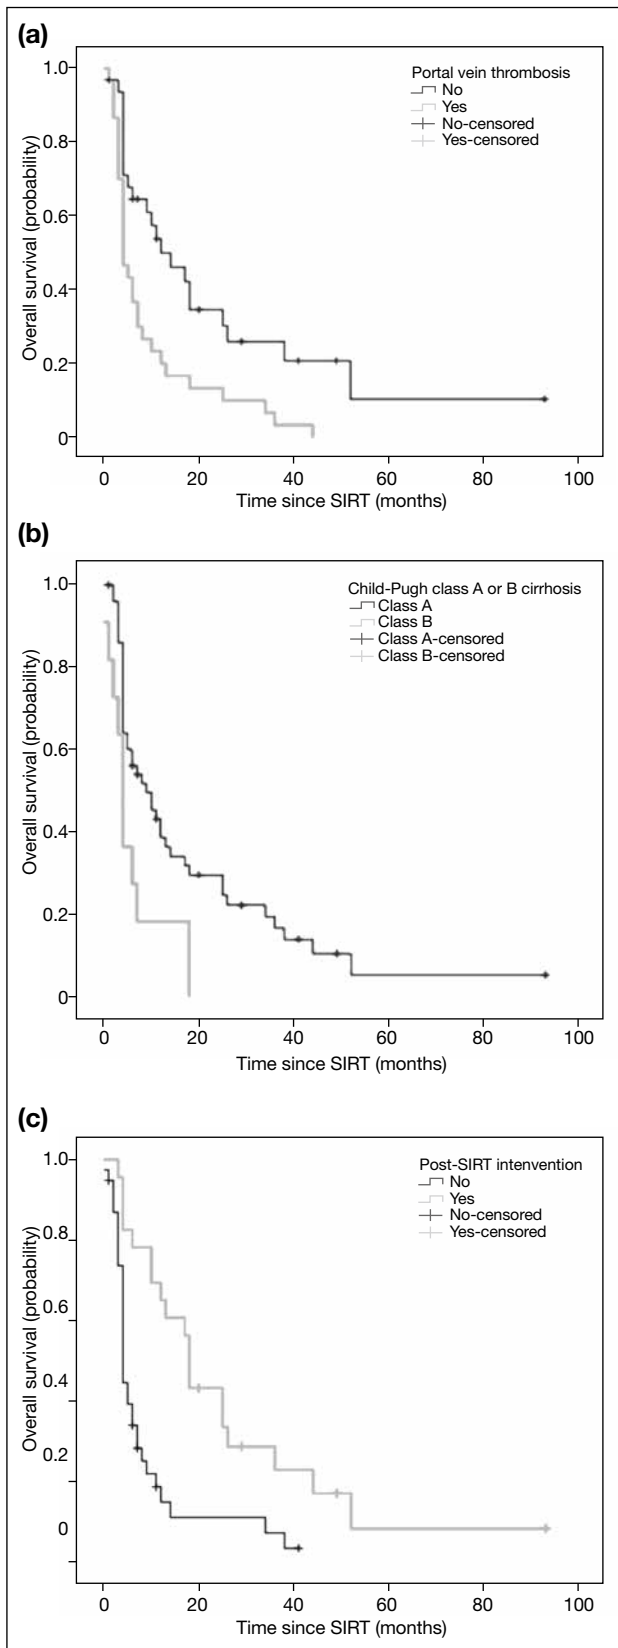 (a)
1.0
0.8
0.6
0.4
0.2
0
Overall survival (probability)
Portal vein thrombosis
No
Yes
No-censored
Yes-censored
0 20 40 60 80 100
Time since SIRT (months)
(b)
1.0
0.8
0.6
0.4
0.2
0
Overall survival (probability)
Child-Pugh class A or B cirrhosis
Class A
Class B
Class A-censored
Class B-censored
0 20 40 60 80 100
Time since SIRT (months)
(c)
1.0
0.8
0.6
0.4
0.2
0
Overall survival (probability)
Post-SIRT intenvention
No
Yes
No-censored
Yes-censored
0 20 40 60 80 100
Time since SIRT (months)